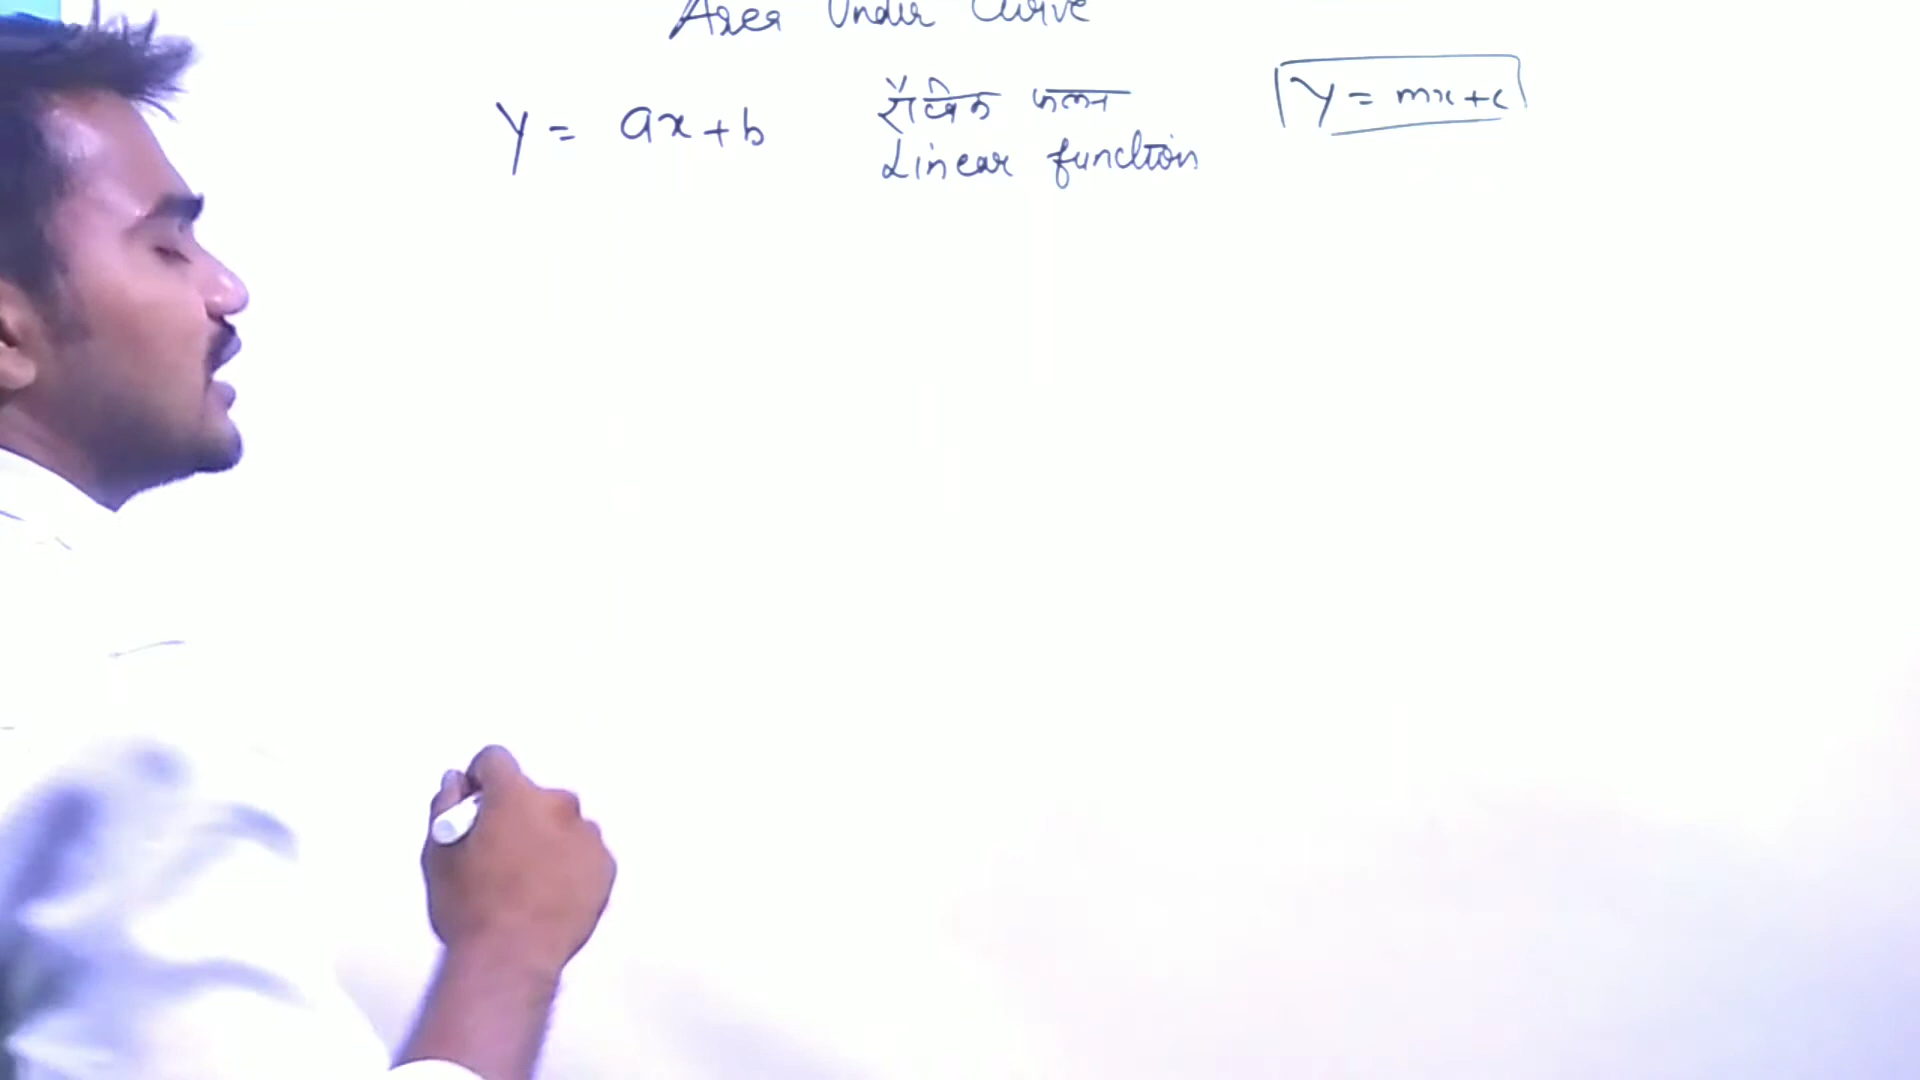 Area Under Curve
y = ax + b
रैखिक फलन
Linear function
y = mx + c